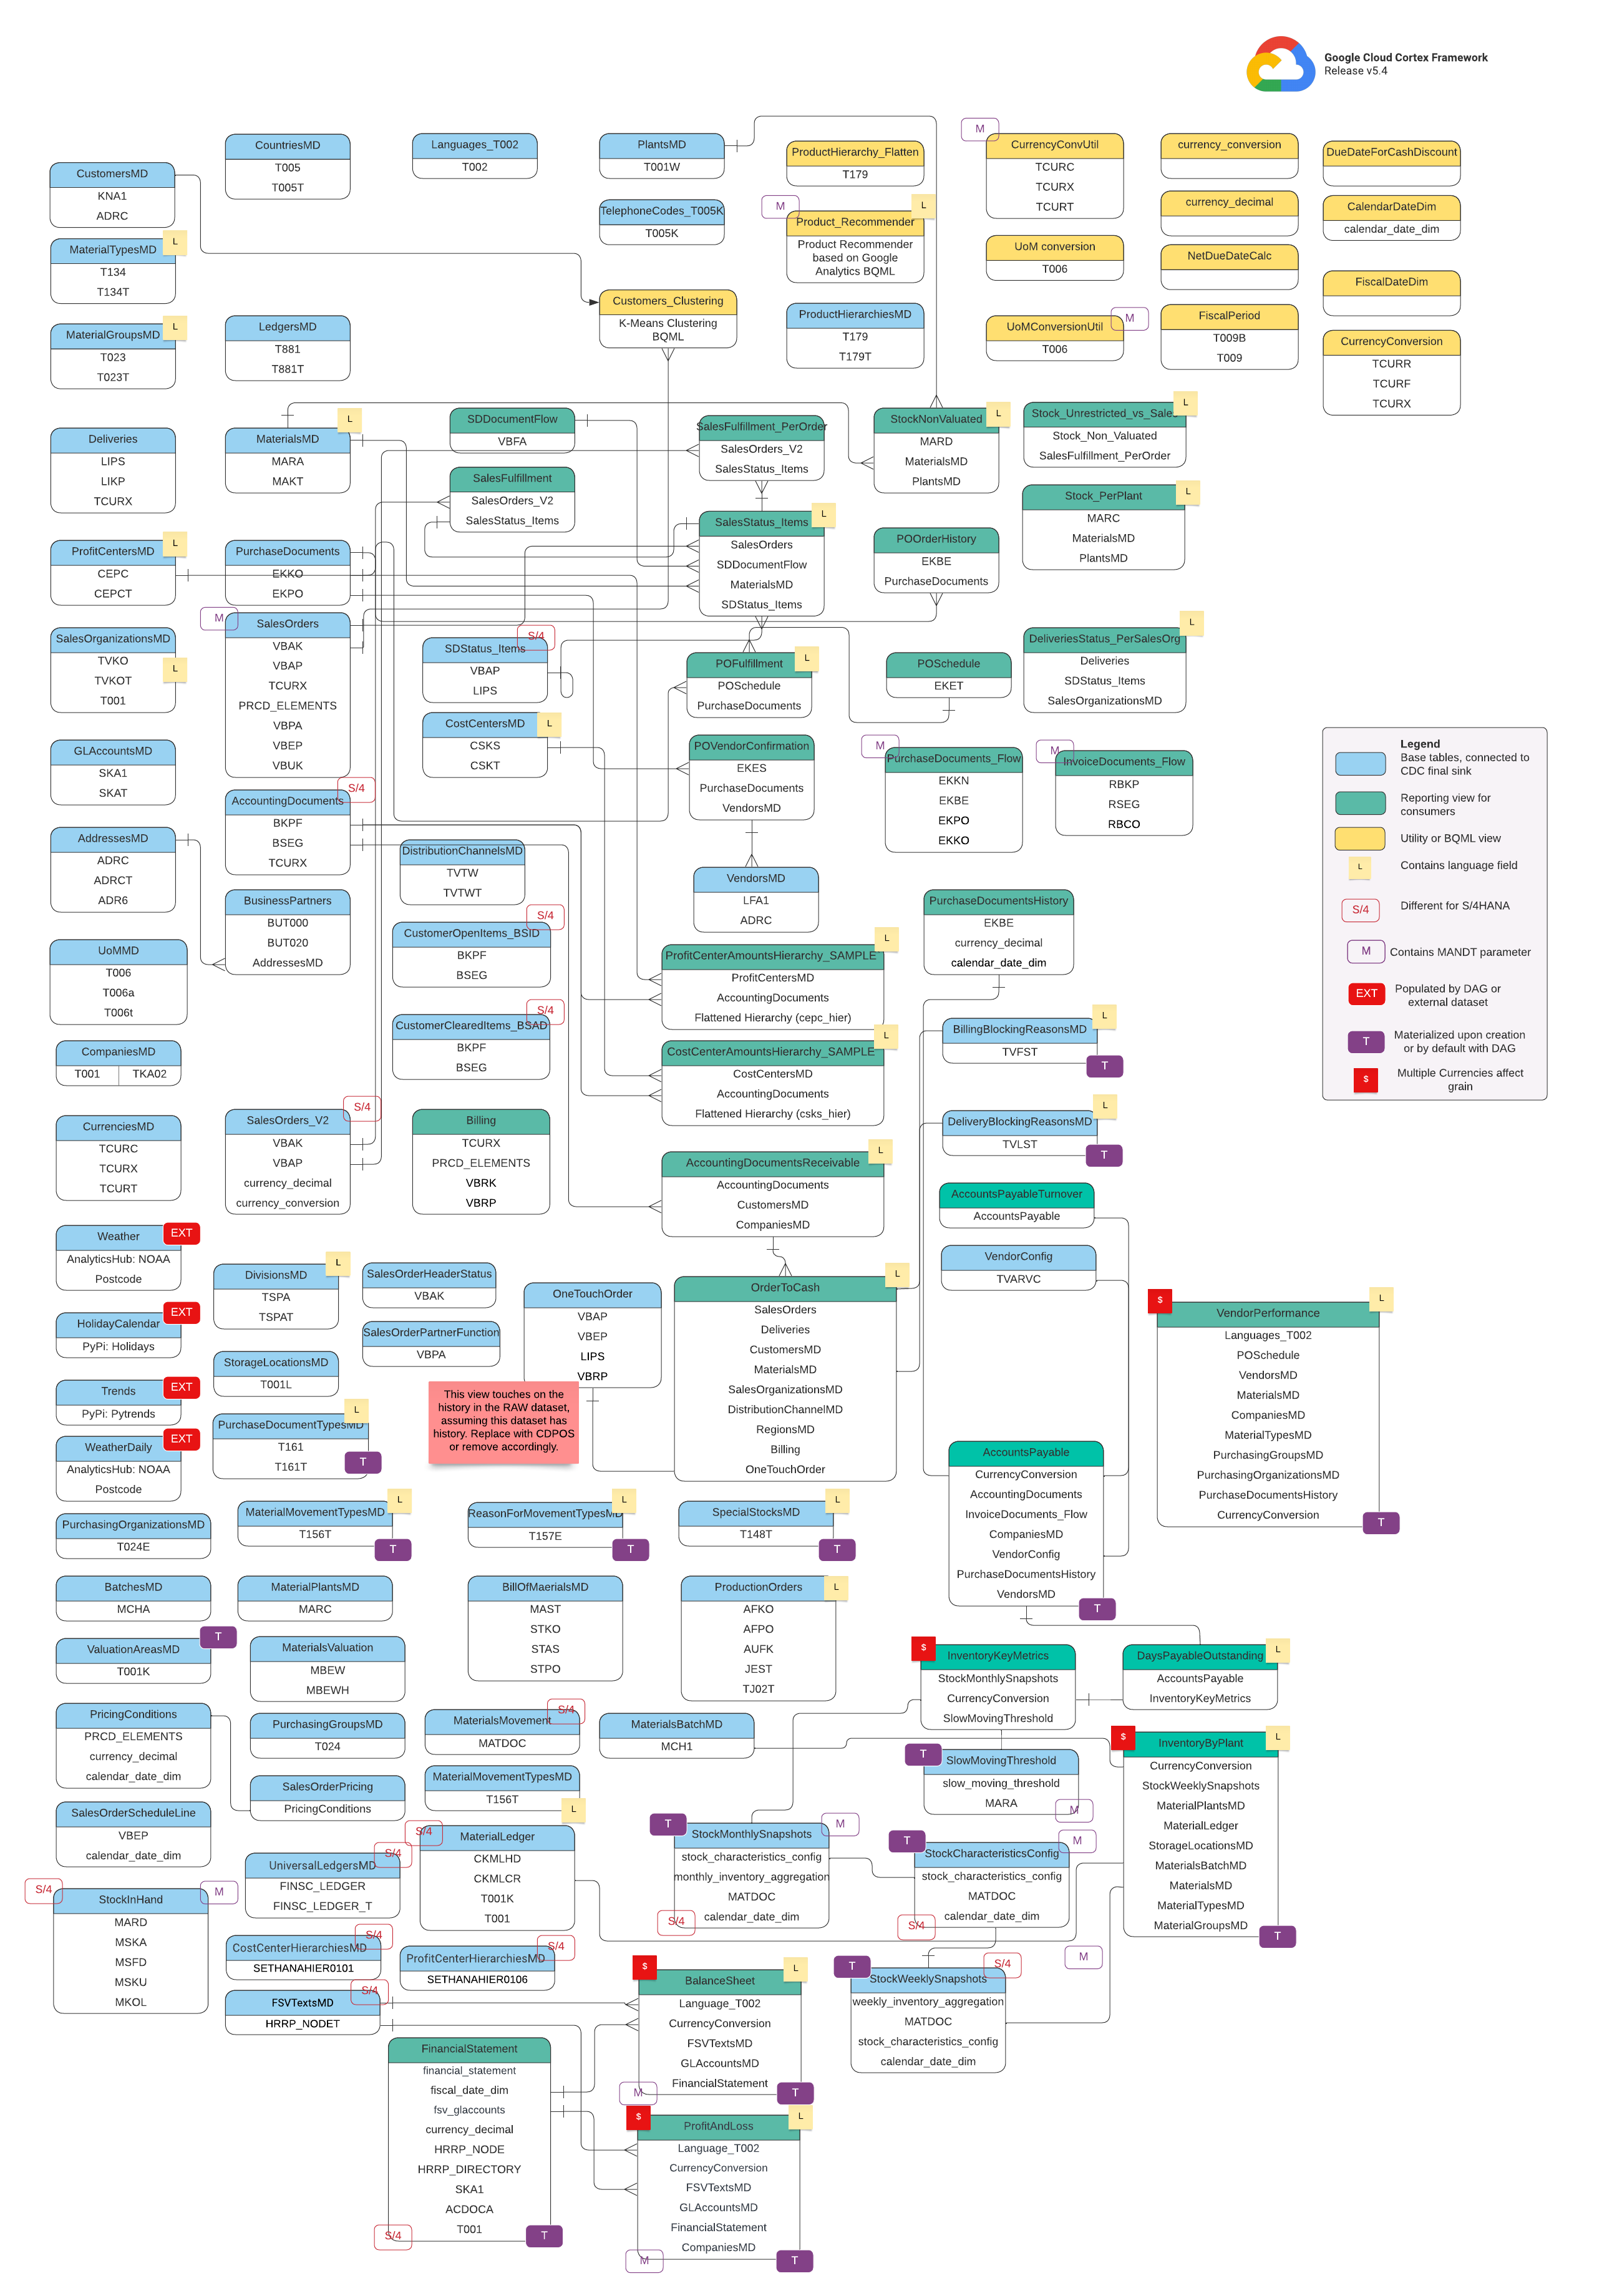 Google Cloud Cortex Framework
Release v5.4
CustomersMD
KNA1
ADRC
CountriesMD
T005
T005T
Languages_T002
T002
PlantsMD
T001W
TelephoneCodes_T005K
T005K
ProductHierarchy_Flatten
T179
M
L
Product_Recommender
Product Recommender
based on Google
Analytics BQML
M
CurrencyConvUtil
TCURC
TCURX
TCURT
currency_conversion
currency_decimal
DueDateForCashDiscount
CalendarDateDim
calendar_date_dim
MaterialTypesMD
L
T134
T134T
UoM conversion
T006
NetDueDateCalc
FiscalDateDim
Customers_Clustering
K-Means Clustering
BQML
ProductHierarchiesMD
T179
T179T
UoMConversionUtil
M
T006
FiscalPeriod
T009B
T009
CurrencyConversion
TCURR
TCURF
TCURX
MaterialGroupsMD
L
T023
T023T
LedgersMD
T881
T881T
Deliveries
LIPS
LIKP
TCURX
MaterialsMD
L
MARA
MAKT
SDDocumentFlow
VBFA
SalesFulfillment
SalesOrders_V2
SalesStatus_Items
SalesFulfillment_PerOrder
SalesOrders_V2
SalesStatus_Items
StockNonValuated
L
MARD
MaterialsMD
PlantsMD
Stock_Unrestricted_vs_Sales
L
Stock_Non_Valuated
SalesFulfillment_PerOrder
Stock_PerPlant
L
MARC
MaterialsMD
PlantsMD
SalesStatus_Items
L
SalesOrders
SDDocumentFlow
MaterialsMD
SDStatus_Items
POOrderHistory
EKBE
PurchaseDocuments
ProfitCentersMD
L
CEPC
CEPCT
PurchaseDocuments
EKKO
EKPO
SalesOrganizationsMD
TVKO
TVKOT
L
T001
M
SalesOrders
VBAK
VBAP
TCURX
PRCD_ELEMENTS
VBPA
VBEP
VBUK
S/4
SDStatus_Items
VBAP
LIPS
CostCentersMD
L
CSKS
CSKT
POFulfillment
L
POSchedule
PurchaseDocuments
POSchedule
EKET
DeliveriesStatus_PerSalesOrg
L
Deliveries
SDStatus_Items
SalesOrganizationsMD
GLAccountsMD
SKA1
SKAT
POVendorConfirmation
EKES
PurchaseDocuments
VendorsMD
M
PurchaseDocuments_Flow
EKKN
EKBE
EKPO
EKKO
M
InvoiceDocuments_Flow
RBKP
RSEG
RBCO
Legend
Base tables, connected to
CDC final sink
Reporting view for
consumers
Utility or BQML view
L
Contains language field
S/4
Different for S/4HANA
M
Contains MANDT parameter
EXT
Populated by DAG or
external dataset
T
Materialized upon creation
or by default with DAG
$
Multiple Currencies affect
grain
S/4
AccountingDocuments
BKPF
BSEG
TCURX
AddressesMD
ADRC
ADRCT
ADR6
DistributionChannelsMD
TVTW
TVTWT
VendorsMD
LFA1
ADRC
BusinessPartners
BUT000
BUT020
AddressesMD
S/4
CustomerOpenItems_BSID
BKPF
BSEG
PurchaseDocumentsHistory
EKBE
currency_decimal
calendar_date_dim
UoMMD
T006
T006a
T006t
L
ProfitCenterAmountsHierarchy_SAMPLE
ProfitCentersMD
AccountingDocuments
Flattened Hierarchy (cepc_hier)
S/4
CustomerClearedItems_BSAD
BKPF
BSEG
BillingBlockingReasonsMD
L
TVFST
T
CompaniesMD
T001
TKA02
L
CostCenterAmountsHierarchy_SAMPLE
CostCentersMD
AccountingDocuments
Flattened Hierarchy (csks_hier)
CurrenciesMD
TCURC
TCURX
TCURT
S/4
SalesOrders_V2
VBAK
VBAP
currency_decimal
currency_conversion
Billing
TCURX
PRCD_ELEMENTS
VBRK
VBRP
DeliveryBlockingReasonsMD
L
TVLST
T
AccountingDocumentsReceivable
L
AccountingDocuments
CustomersMD
CompaniesMD
AccountsPayableTurnover
AccountsPayable
VendorConfig
TVARVC
Weather
EXT
AnalyticsHub: NOAA
Postcode
DivisionsMD
L
TSPA
TSPAT
SalesOrderHeaderStatus
VBAK
SalesOrderPartnerFunction
VBPA
OneTouchOrder
VBAP
VBEP
LIPS
VBRP
OrderToCash
L
SalesOrders
Deliveries
CustomersMD
MaterialsMD
SalesOrganizationsMD
DistributionChannelMD
RegionsMD
Billing
OneTouchOrder
$
VendorPerformance
L
Languages_T002
POSchedule
VendorsMD
MaterialsMD
CompaniesMD
MaterialTypesMD
PurchasingGroupsMD
PurchasingOrganizationsMD
PurchaseDocumentsHistory
CurrencyConversion
T
HolidayCalendar
EXT
PyPi: Holidays
StorageLocationsMD
T001L
Trends
EXT
PyPi: Pytrends
This view touches on the
history in the RAW dataset,
assuming this dataset has
history. Replace with CDPOS
or remove accordingly.
PurchaseDocumentTypesMD
L
T161
T161T
T
WeatherDaily
EXT
AnalyticsHub: NOAA
Postcode
AccountsPayable
CurrencyConversion
AccountingDocuments
InvoiceDocuments_Flow
CompaniesMD
VendorConfig
PurchaseDocumentsHistory
VendorsMD
T
PurchasingOrganizationsMD
T024E
MaterialMovementTypesMD
L
T156T
T
ReasonForMovementTypesMD
L
T157E
T
SpecialStocksMD
L
T148T
T
BatchesMD
MCHA
MaterialPlantsMD
MARC
BillOfMaerialsMD
MAST
STKO
STAS
STPO
ProductionOrders
L
AFKO
AFPO
AUFK
JEST
TJ02T
T
ValuationAreasMD
T001K
MaterialsValuation
MBEW
MBEWH
$
InventoryKeyMetrics
StockMonthlySnapshots
CurrencyConversion
SlowMovingThreshold
DaysPayableOutstanding
L
AccountsPayable
InventoryKeyMetrics
PricingConditions
PRCD_ELEMENTS
currency_decimal
calendar_date_dim
PurchasingGroupsMD
T024
S/4
MaterialsMovement
MATDOC
MaterialsBatchMD
MCH1
$
InventoryByPlant
L
CurrencyConversion
StockWeeklySnapshots
MaterialPlantsMD
MaterialLedger
StorageLocationsMD
MaterialsBatchMD
MaterialsMD
MaterialTypesMD
MaterialGroupsMD
T
T
SlowMovingThreshold
slow_moving_threshold
MARA
M
SalesOrderPricing
PricingConditions
MaterialMovementTypesMD
T156T
L
SalesOrderScheduleLine
VBEP
calendar_date_dim
S/4
MaterialLedger
CKMLHD
CKMLCR
T001K
T001
T
StockMonthlySnapshots
M
stock_characteristics_config
monthly_inventory_aggregation
MATDOC
calendar_date_dim
S/4
T
StockCharacteristicsConfig
M
stock_characteristics_config
MATDOC
calendar_date_dim
S/4
S/4
UniversalLedgersMD
FINSC_LEDGER
FINSC_LEDGER_T
S/4
StockInHand
M
MARD
MSKA
MSFD
MSKU
MKOL
S/4
CostCenterHierarchiesMD
SETHANAHIER0101
S/4
ProfitCenterHierarchiesMD
SETHANAHIER0106
S/4
FSVTextsMD
HRRP_NODET
$
BalanceSheet
L
Language_T002
CurrencyConversion
FSVTextsMD
GLAccountsMD
FinancialStatement
M
T
T
StockWeeklySnapshots
S/4
M
weekly_inventory_aggregation
MATDOC
stock_characteristics_config
calendar_date_dim
FinancialStatement
financial_statement
fiscal_date_dim
fsv_glaccounts
currency_decimal
HRRP_NODE
HRRP_DIRECTORY
SKA1
ACDOCA
T001
S/4
T
$
ProfitAndLoss
L
Language_T002
CurrencyConversion
FSVTextsMD
GLAccountsMD
FinancialStatement
CompaniesMD
M
T